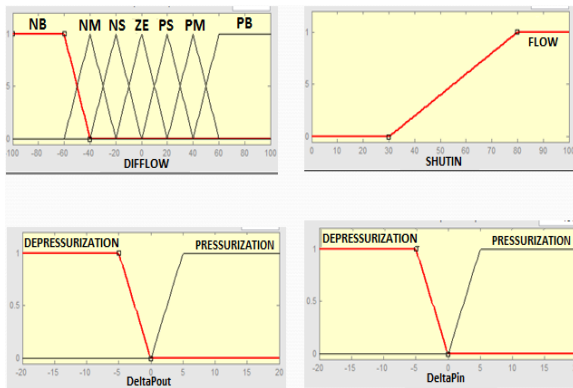 NB NM NS ZE PS PM PB
1
5
0
100 -80 -60 -40 -20 0 20 40 60 80 100
DIFFLOW
1
FLOW
5
0
0 10 20 30 40 50 60 70 80 90 100
SHUTIN
DEPRESSURIZATION PRESSURIZATION
1
0.5
0
-20 -15 -10 -5 0 5 10 15 20
DeltaPout
DEPRESSURIZATION PRESSURIZATION
1
0.5
0
-20 -15 -10 -5 0 5 10 15 20
DeltaPin